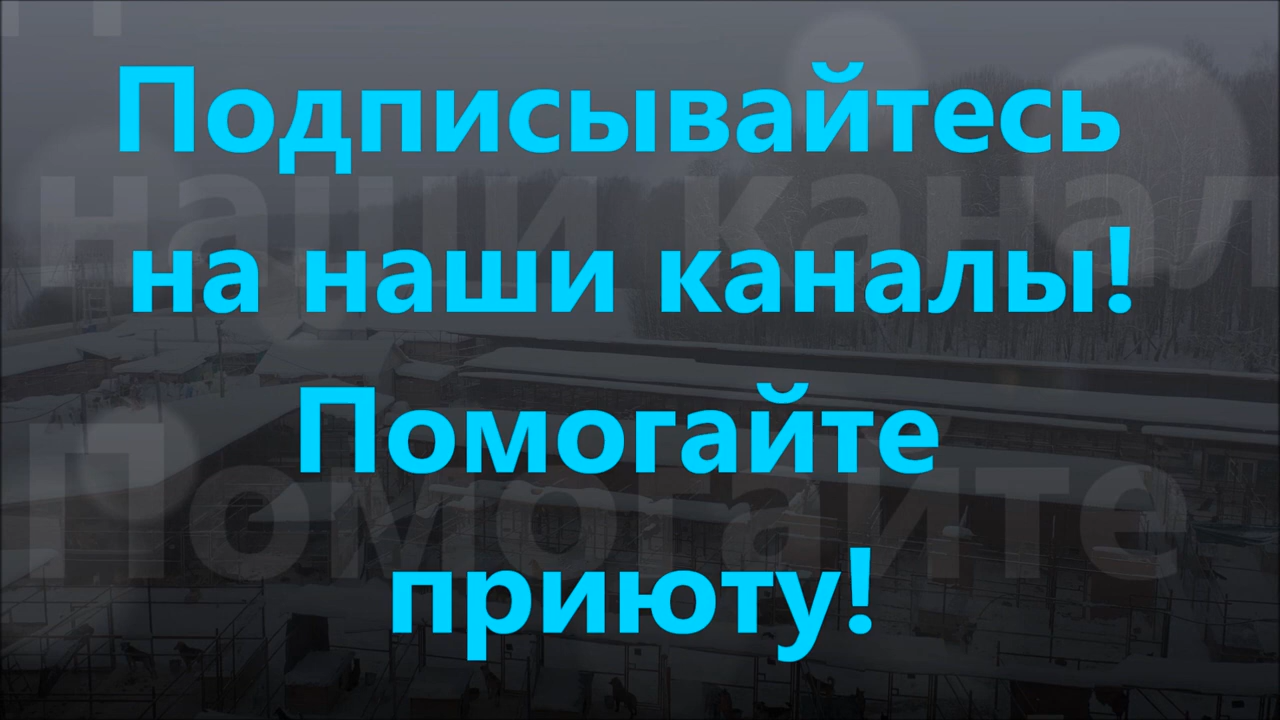 Подписывайтесь
на наши каналы!
Помогайте
приюту!